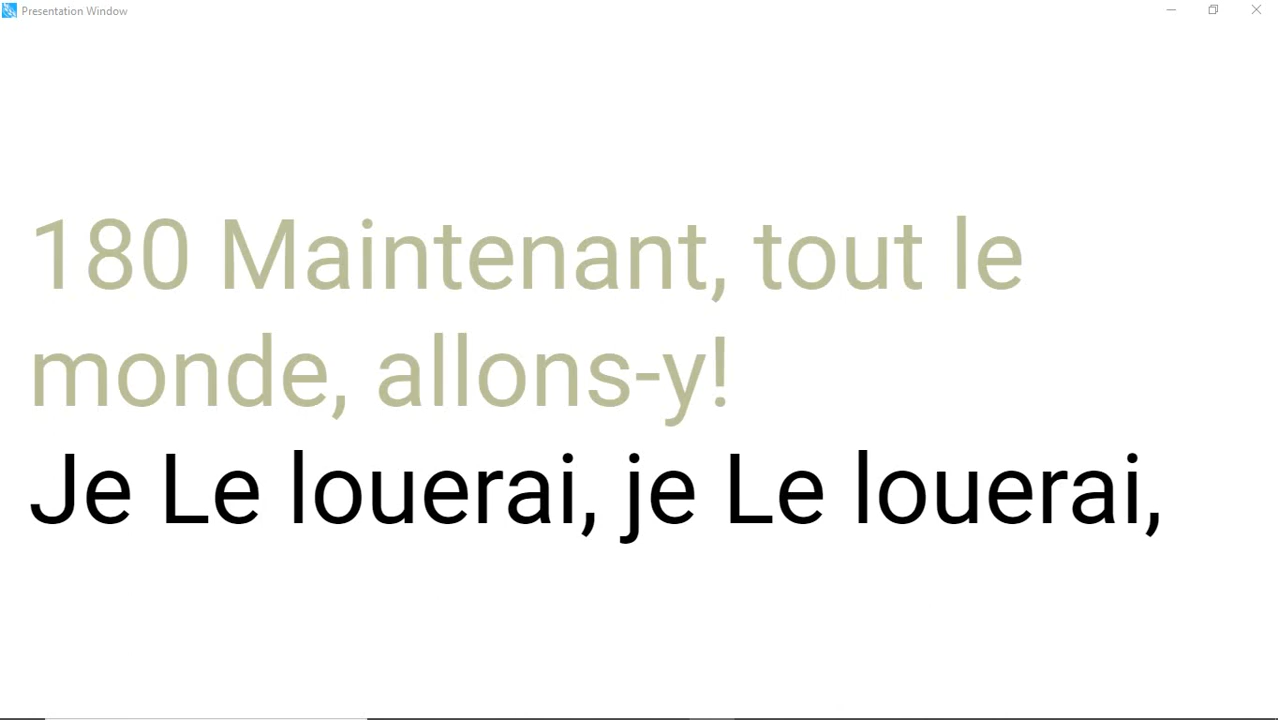 Presentation Window
180 Maintenant, tout le
monde, allons-y!
Je Le louerai, je Le louerai,